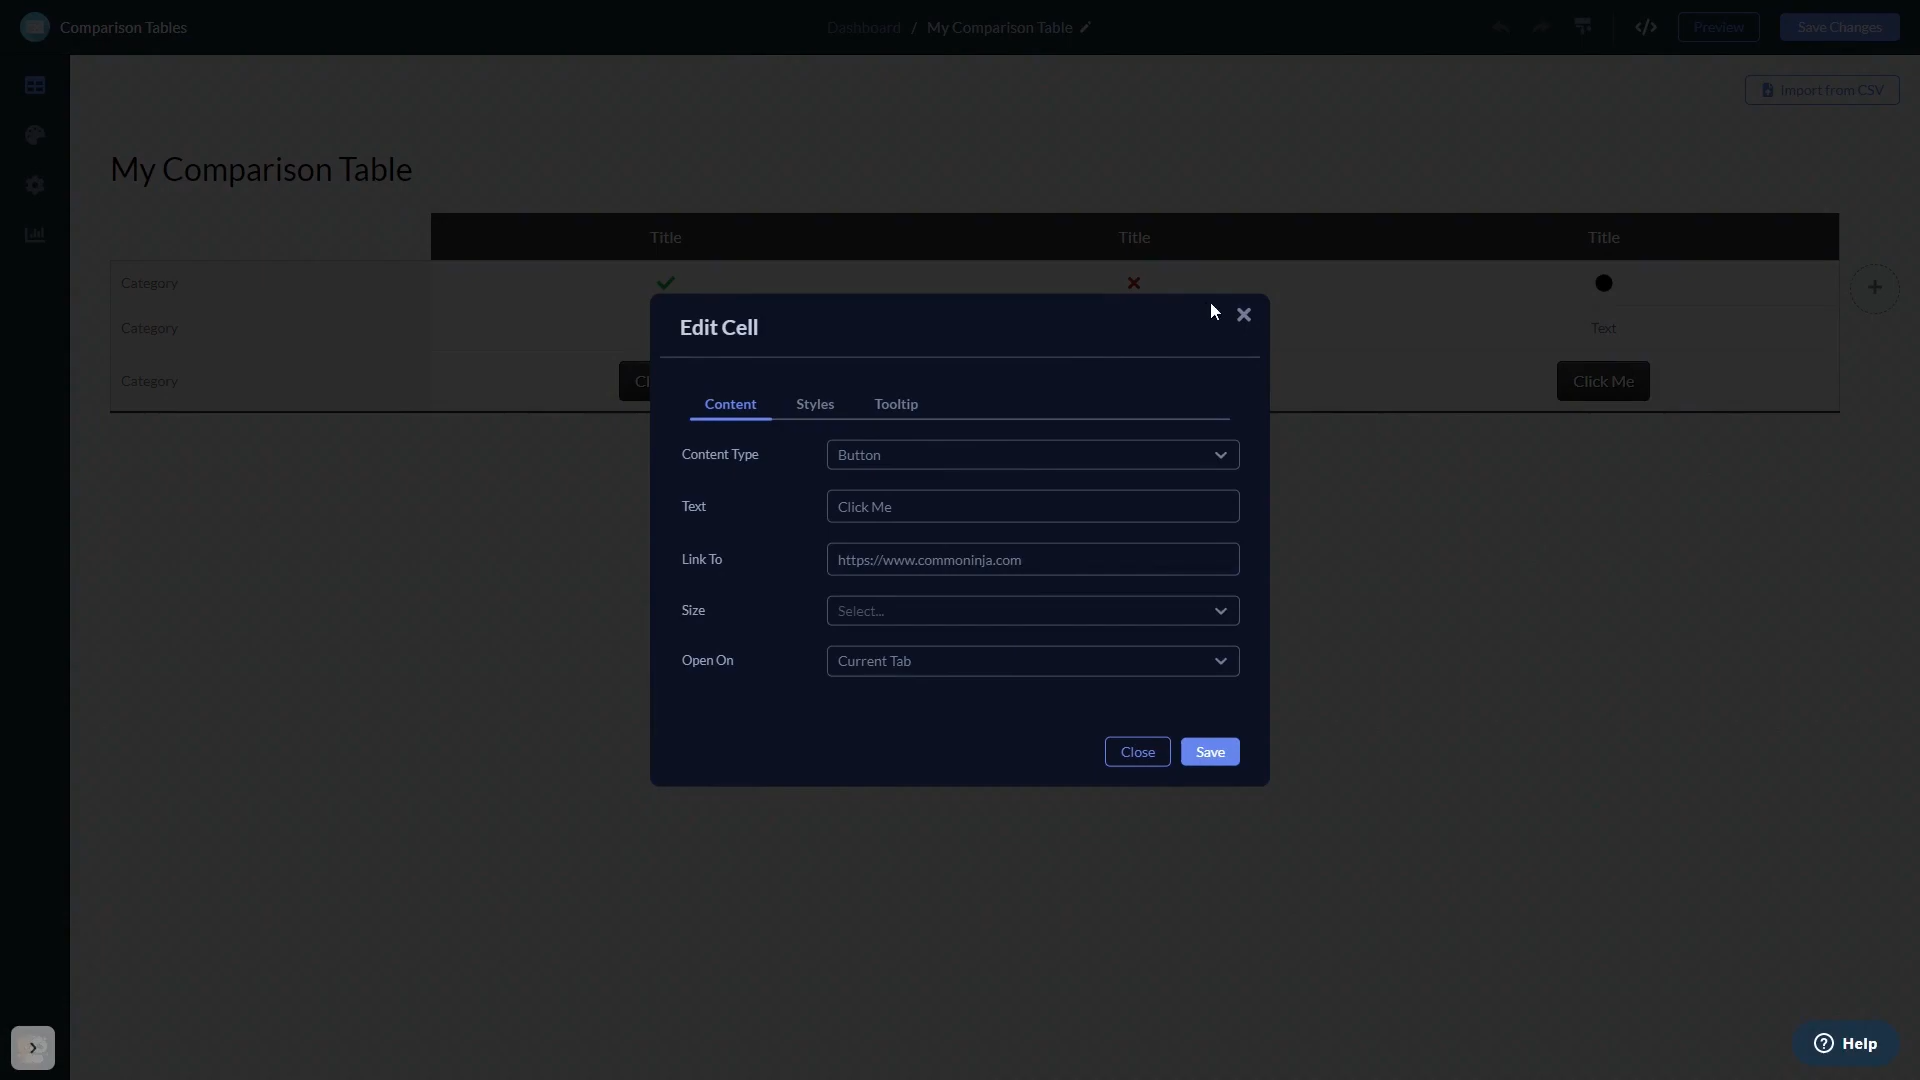 Comparison Tables
Dashboard / My Comparison Table
Preview
Save Changes
Import from CSV
My Comparison Table
Title Title Title
Category
Category Text
Category Cl Click Me
Edit Cell
Content Styles Tooltip
Content Type Button
Text Click Me
Link To https://www.commoninja.com
Size Select...
Open On Current Tab
Close Save
Help